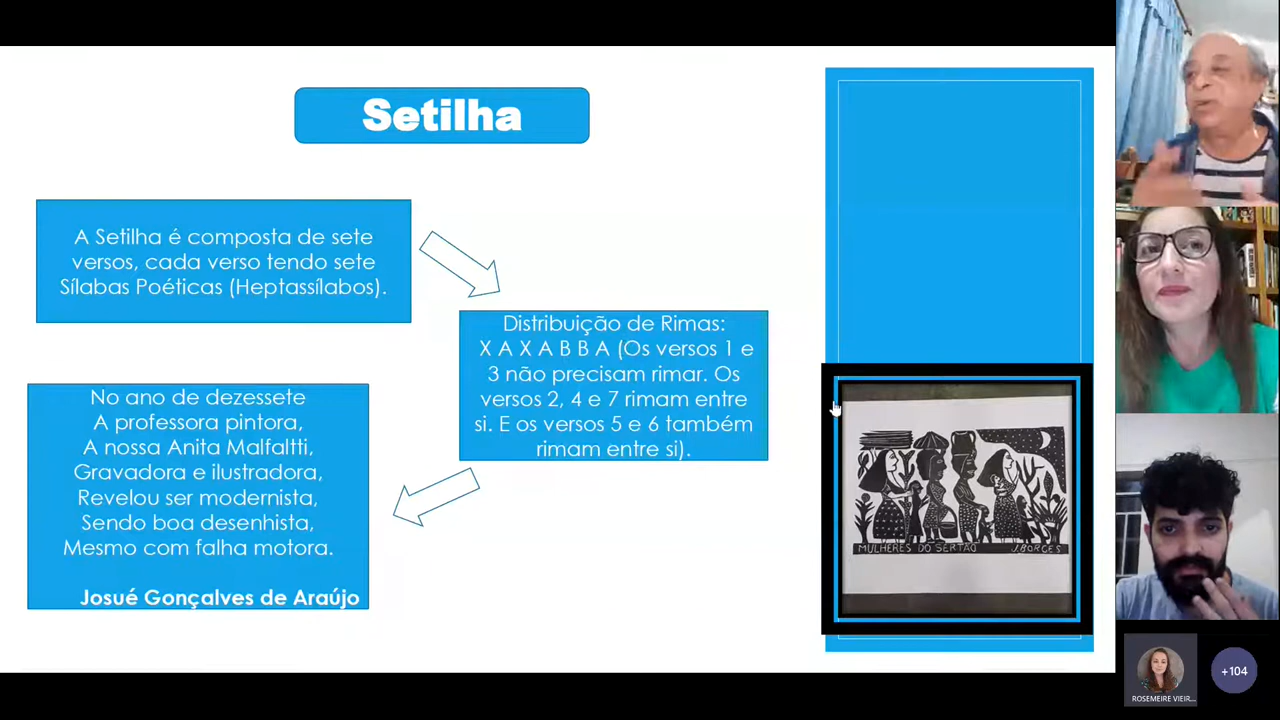 Setilha
A Setilha é composta de sete
versos, cada verso tendo sete
Sílabas Poéticas (Heptassílabos).
Distribuição de Rimas:
X A X A B B A (Os versos 1 e
3 não precisam rimar. Os
versos 2, 4 e 7 rimam entre
si. E os versos 5 e 6 também
rimam entre si).
No ano de dezessete
A professora pintora,
A nossa Anita Malfaltti,
Gravadora e ilustradora,
Revelou ser modernista,
Sendo boa desenhista,
Mesmo com falha motora.
Josué Gonçalves de Araújo
MULHERES DO SERTÃO J.BORGES
ROSEMEIRE VIEIR...
+104